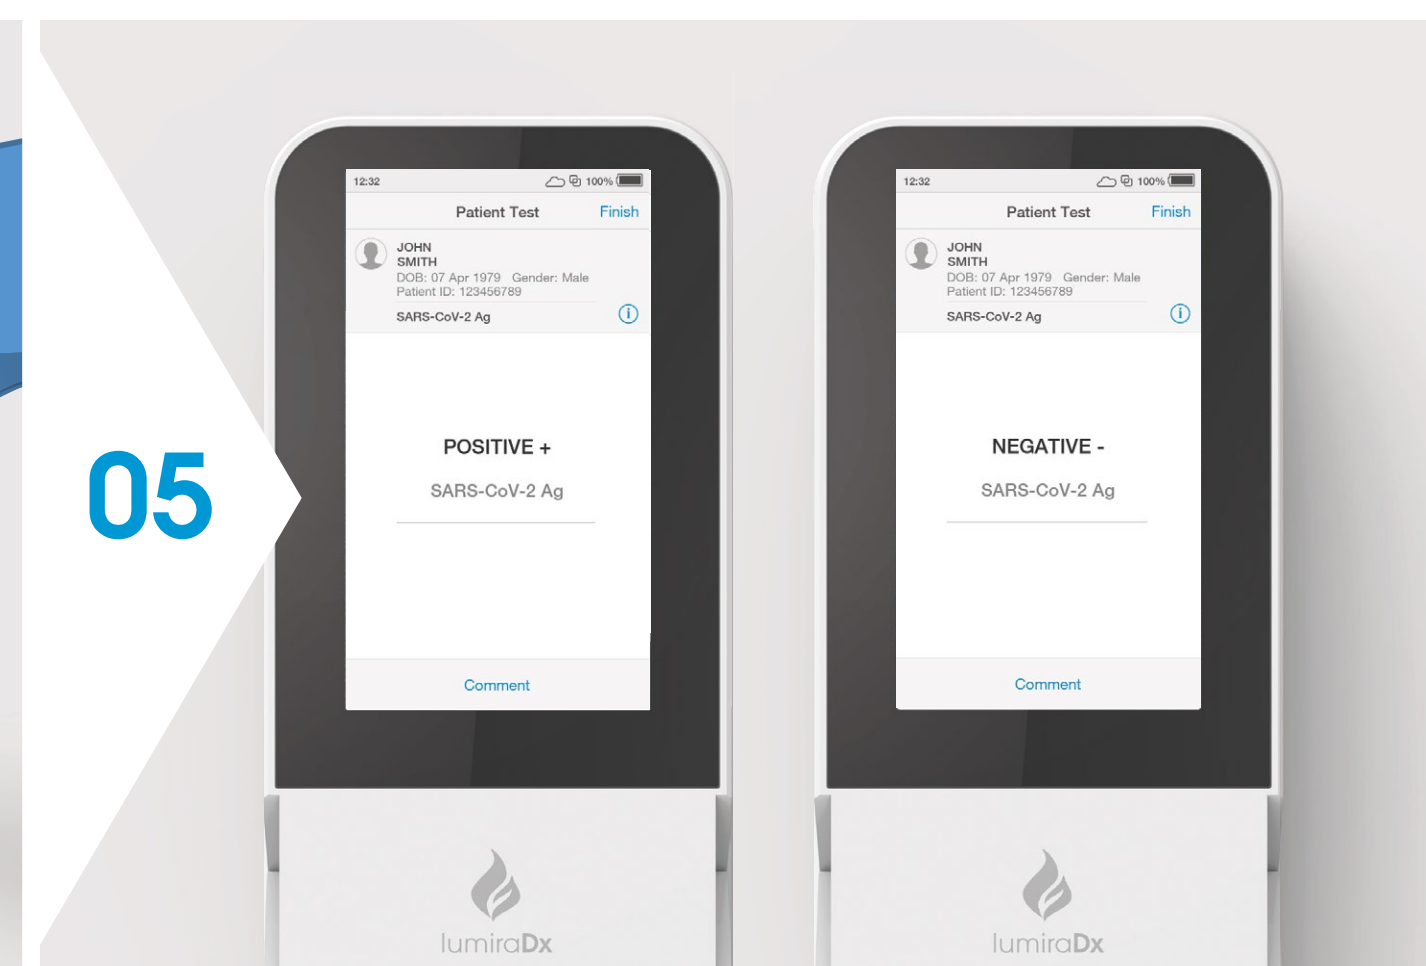 05
12:32 100%
Patient Test Finish
JOHN
SMITH
DOB: 07 Apr 1979 Gender: Male
Patient ID: 123456789
SARS-CoV-2 Ag i
POSITIVE +
SARS-CoV-2 Ag
Comment
lumiraDx
12:32 100%
Patient Test Finish
JOHN
SMITH
DOB: 07 Apr 1979 Gender: Male
Patient ID: 123456789
SARS-CoV-2 Ag i
NEGATIVE -
SARS-CoV-2 Ag
Comment
lumiraDx